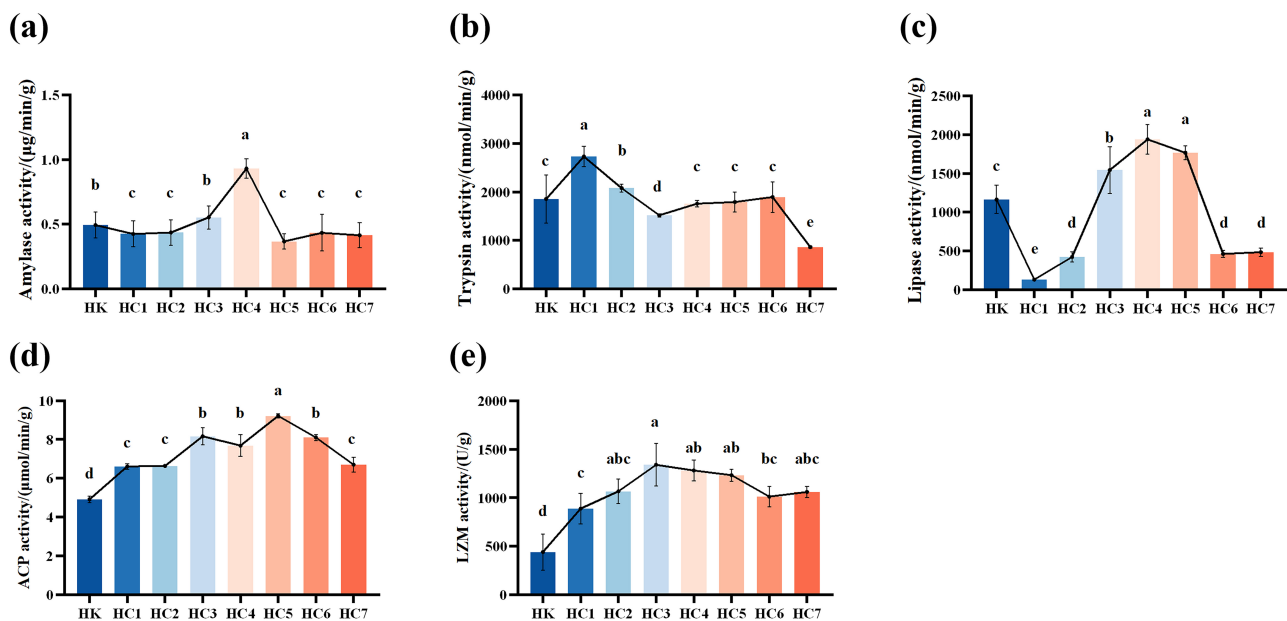 (a)
Amylase activity/(μg/min/g)
1.5
1.0
0.5
0.0
b c c b a c c c
HK HC1 HC2 HC3 HC4 HC5 HC6 HC7
(b)
Trypsin activity/(nmol/min/g)
4000
3000
2000
1000
0
c a b d c c c e
HK HC1 HC2 HC3 HC4 HC5 HC6 HC7
(c)
Lipase activity/(nmol/min/g)
2500
2000
1500
1000
500
0
c e d b a a d d
HK HC1 HC2 HC3 HC4 HC5 HC6 HC7
(d)
ACP activity/(μmol/min/g)
10
8
6
4
2
0
d c c b b a b c
HK HC1 HC2 HC3 HC4 HC5 HC6 HC7
(e)
LZM activity/(U/g)
2000
1500
1000
500
0
d c abc a ab ab bc abc
HK HC1 HC2 HC3 HC4 HC5 HC6 HC7